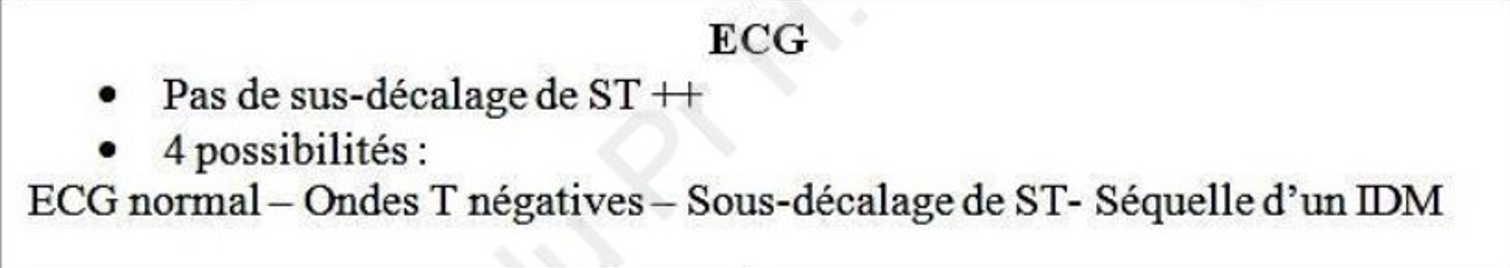 ECG
• Pas de sus-décalage de ST ++
• 4 possibilités :
ECG normal – Ondes T négatives – Sous-décalage de ST- Séquelle d’un IDM